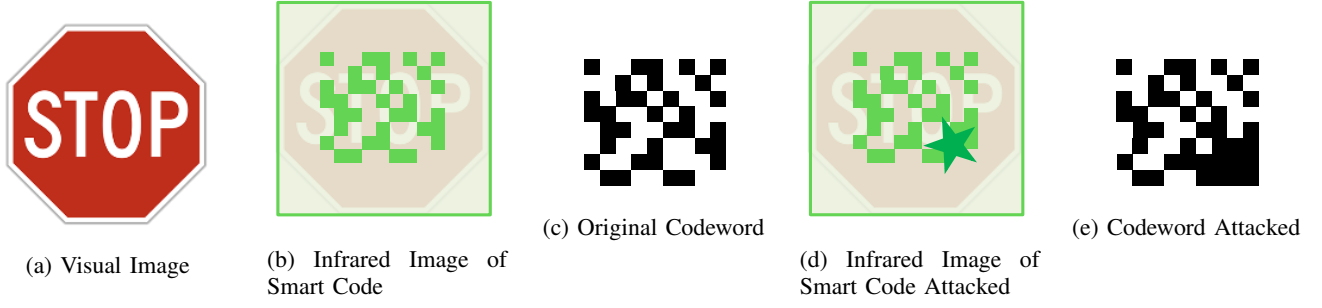 STOP
(a) Visual Image
STOP
(b) Infrared Image of
Smart Code
(c) Original Codeword
STOP
(d) Infrared Image of
Smart Code Attacked
(e) Codeword Attacked